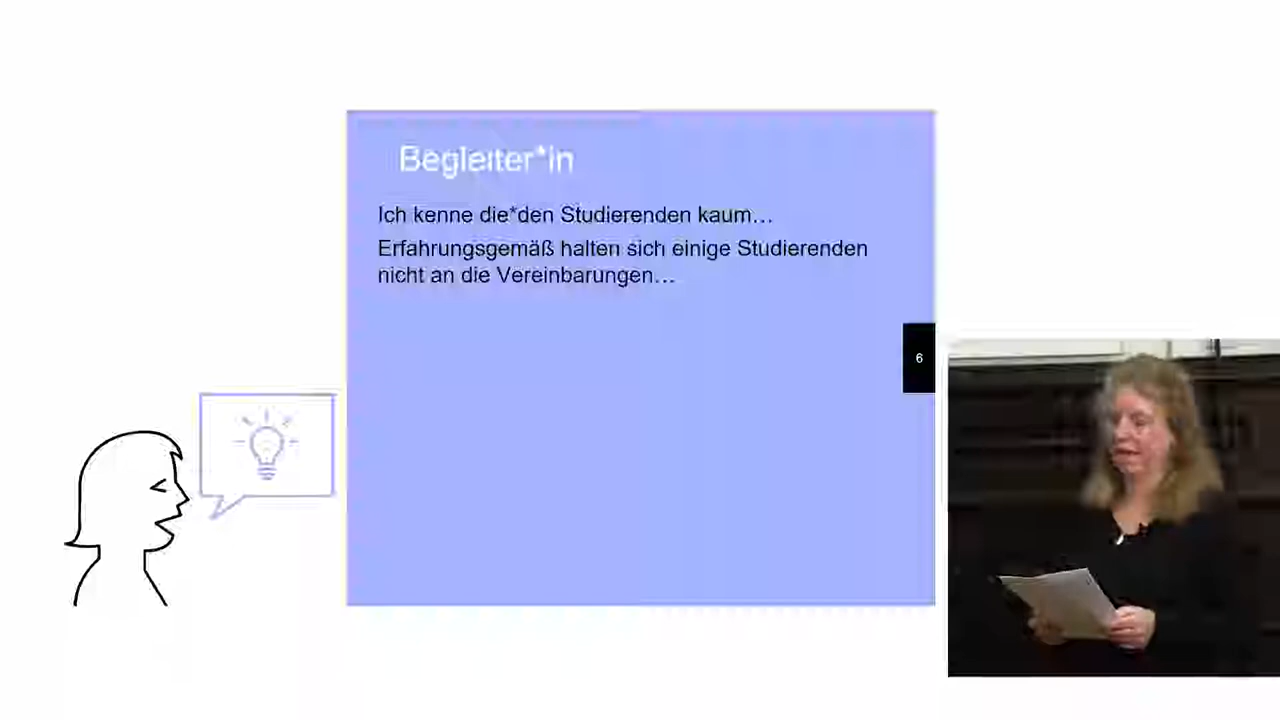 Begleiter*in
Ich kenne die*den Studierenden kaum…
Erfahrungsgemäß halten sich einige Studierenden
nicht an die Vereinbarungen…
6